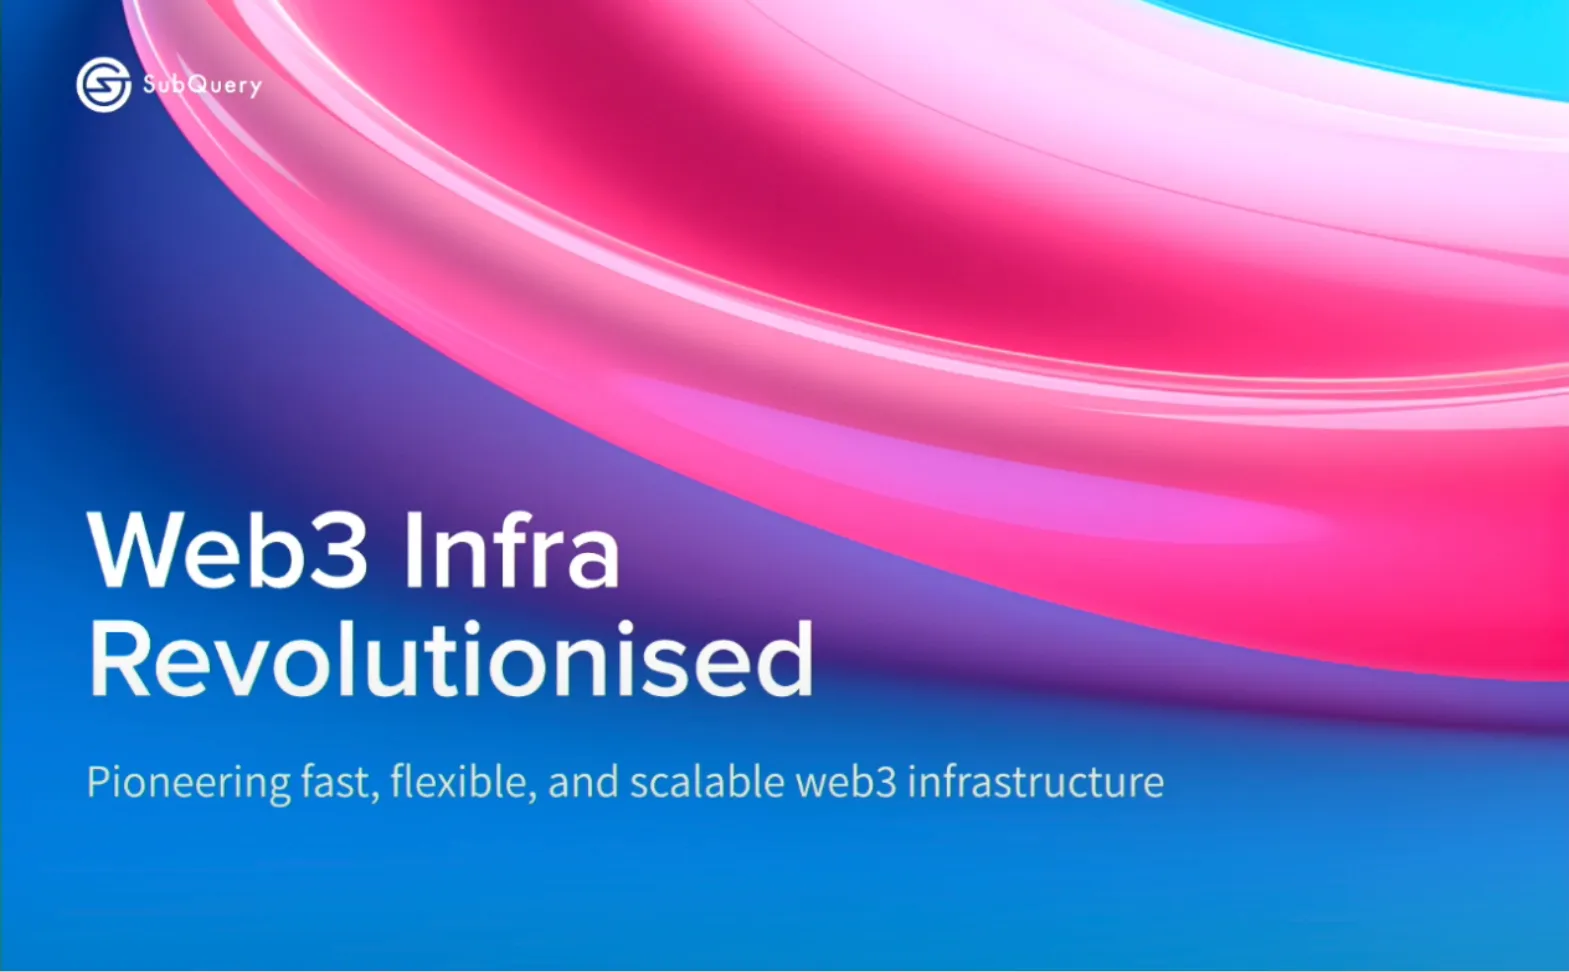 SubQuery
Web3 Infra
Revolutionised
Pioneering fast, flexible, and scalable web3 infrastructure